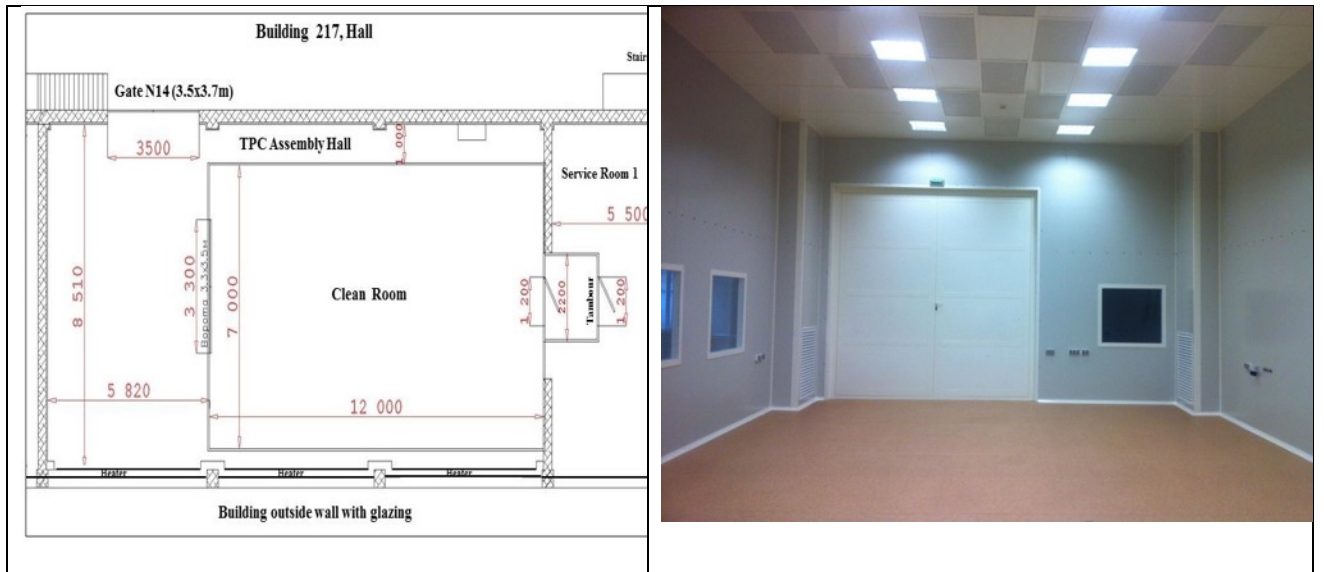 Building 217, Hall
Stair
Gate N14 (3.5x3.7m)
3500
TPC Assembly Hall
1 000
Service Room 1
5 500
8 510
3 300
Ворота 3,3x3,5м
7 000
Clean Room
1 200
2200
Tambour
1 200
5 820
12 000
Heater
Heater
Heater
Building outside wall with glazing